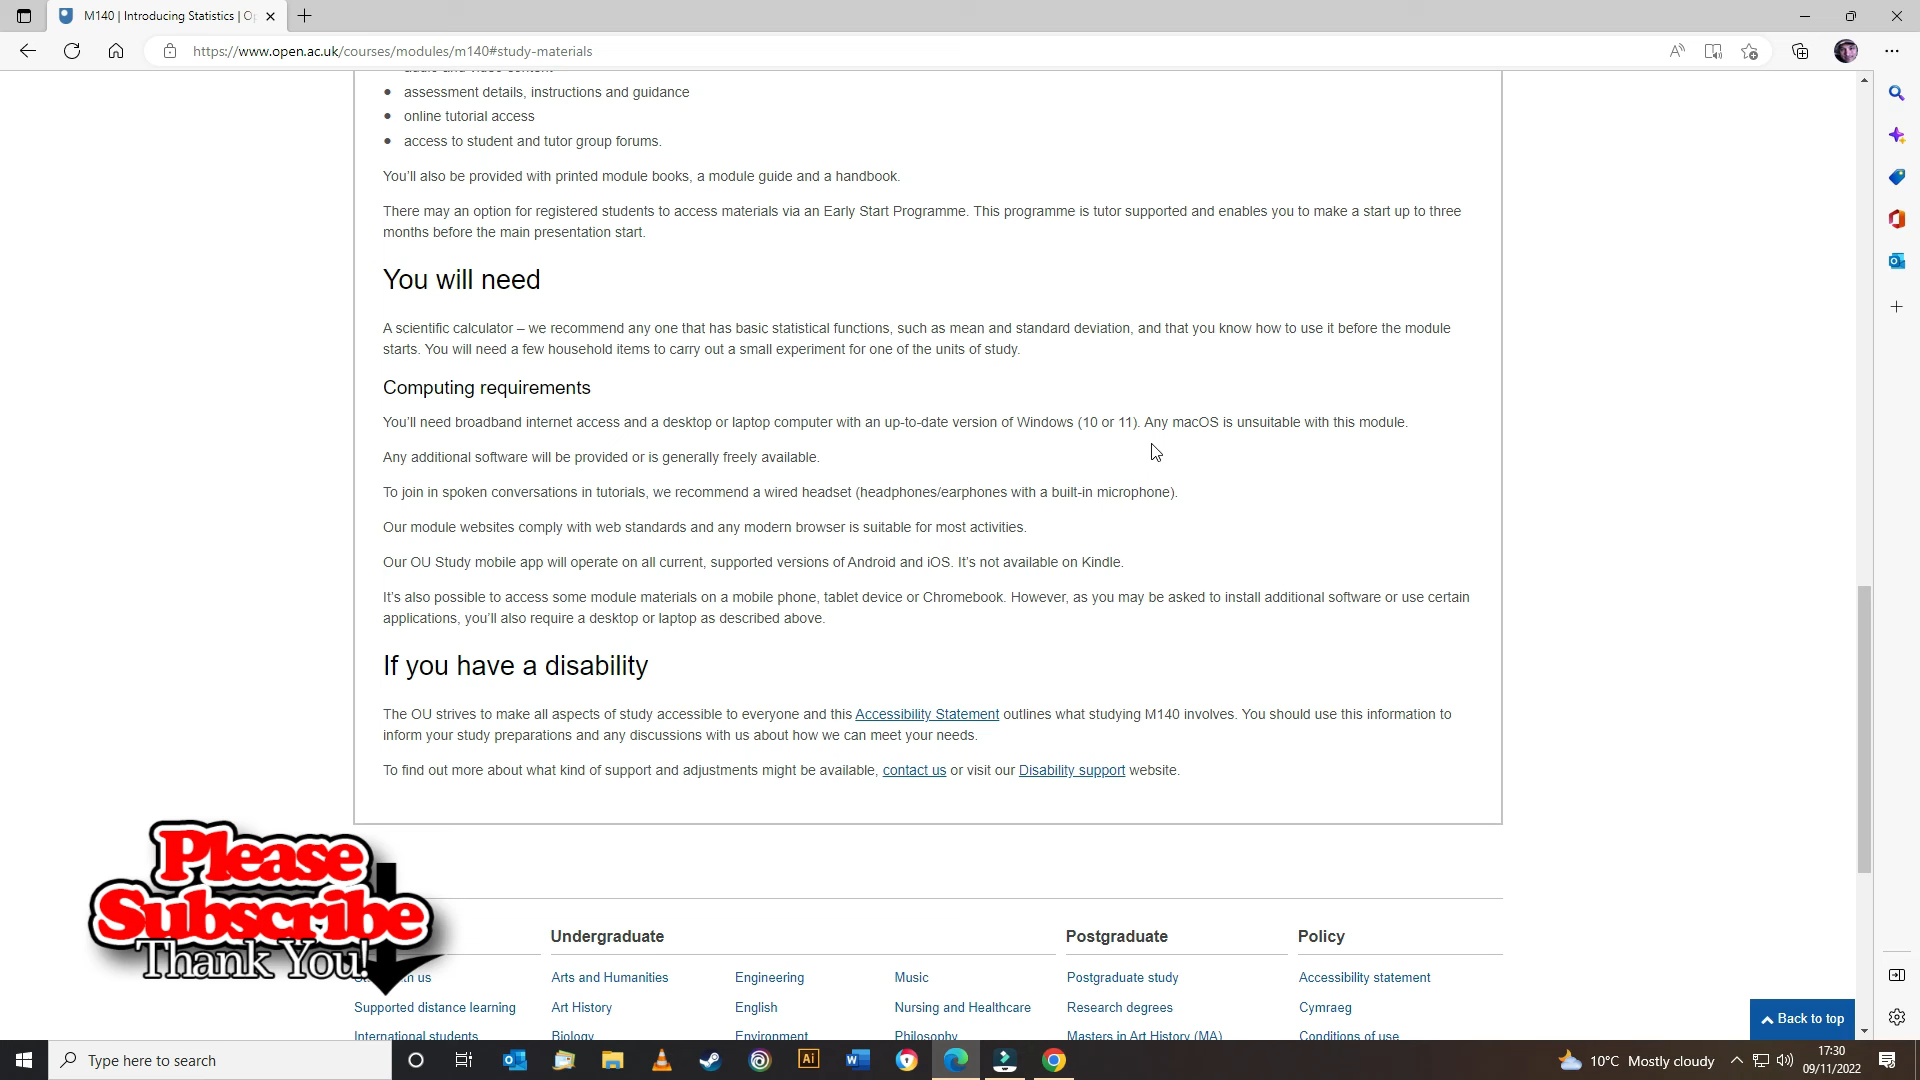 M140 | Introducing Statistics | O
https://www.open.ac.uk/courses/modules/m140#study-materials
audio and video content
assessment details, instructions and guidance
online tutorial access
access to student and tutor group forums.
You'll also be provided with printed module books, a module guide and a handbook.
There may an option for registered students to access materials via an Early Start Programme. This programme is tutor supported and enables you to make a start up to three
months before the main presentation start.
You will need
A scientific calculator – we recommend any one that has basic statistical functions, such as mean and standard deviation, and that you know how to use it before the module
starts. You will need a few household items to carry out a small experiment for one of the units of study.
Computing requirements
You'll need broadband internet access and a desktop or laptop computer with an up-to-date version of Windows (10 or 11). Any macOS is unsuitable with this module.
Any additional software will be provided or is generally freely available.
To join in spoken conversations in tutorials, we recommend a wired headset (headphones/earphones with a built-in microphone).
Our module websites comply with web standards and any modern browser is suitable for most activities.
Our OU Study mobile app will operate on all current, supported versions of Android and iOS. It's not available on Kindle.
It's also possible to access some module materials on a mobile phone, tablet device or Chromebook. However, as you may be asked to install additional software or use certain
applications, you'll also require a desktop or laptop as described above.
If you have a disability
The OU strives to make all aspects of study accessible to everyone and this Accessibility Statement outlines what studying M140 involves. You should use this information to
inform your study preparations and any discussions with us about how we can meet your needs.
To find out more about what kind of support and adjustments might be available, contact us or visit our Disability support website.
Please
Subscribe
Thank You!
Undergraduate Postgraduate Policy
us Arts and Humanities Engineering Music Postgraduate study Accessibility statement
Supported distance learning Art History English Nursing and Healthcare Research degrees Cymraeg
International students Biology Environment Philosophy Masters in Art History (MA) Conditions of use
Back to top
Type here to search
Ai
10°C Mostly cloudy
17:30
09/11/2022